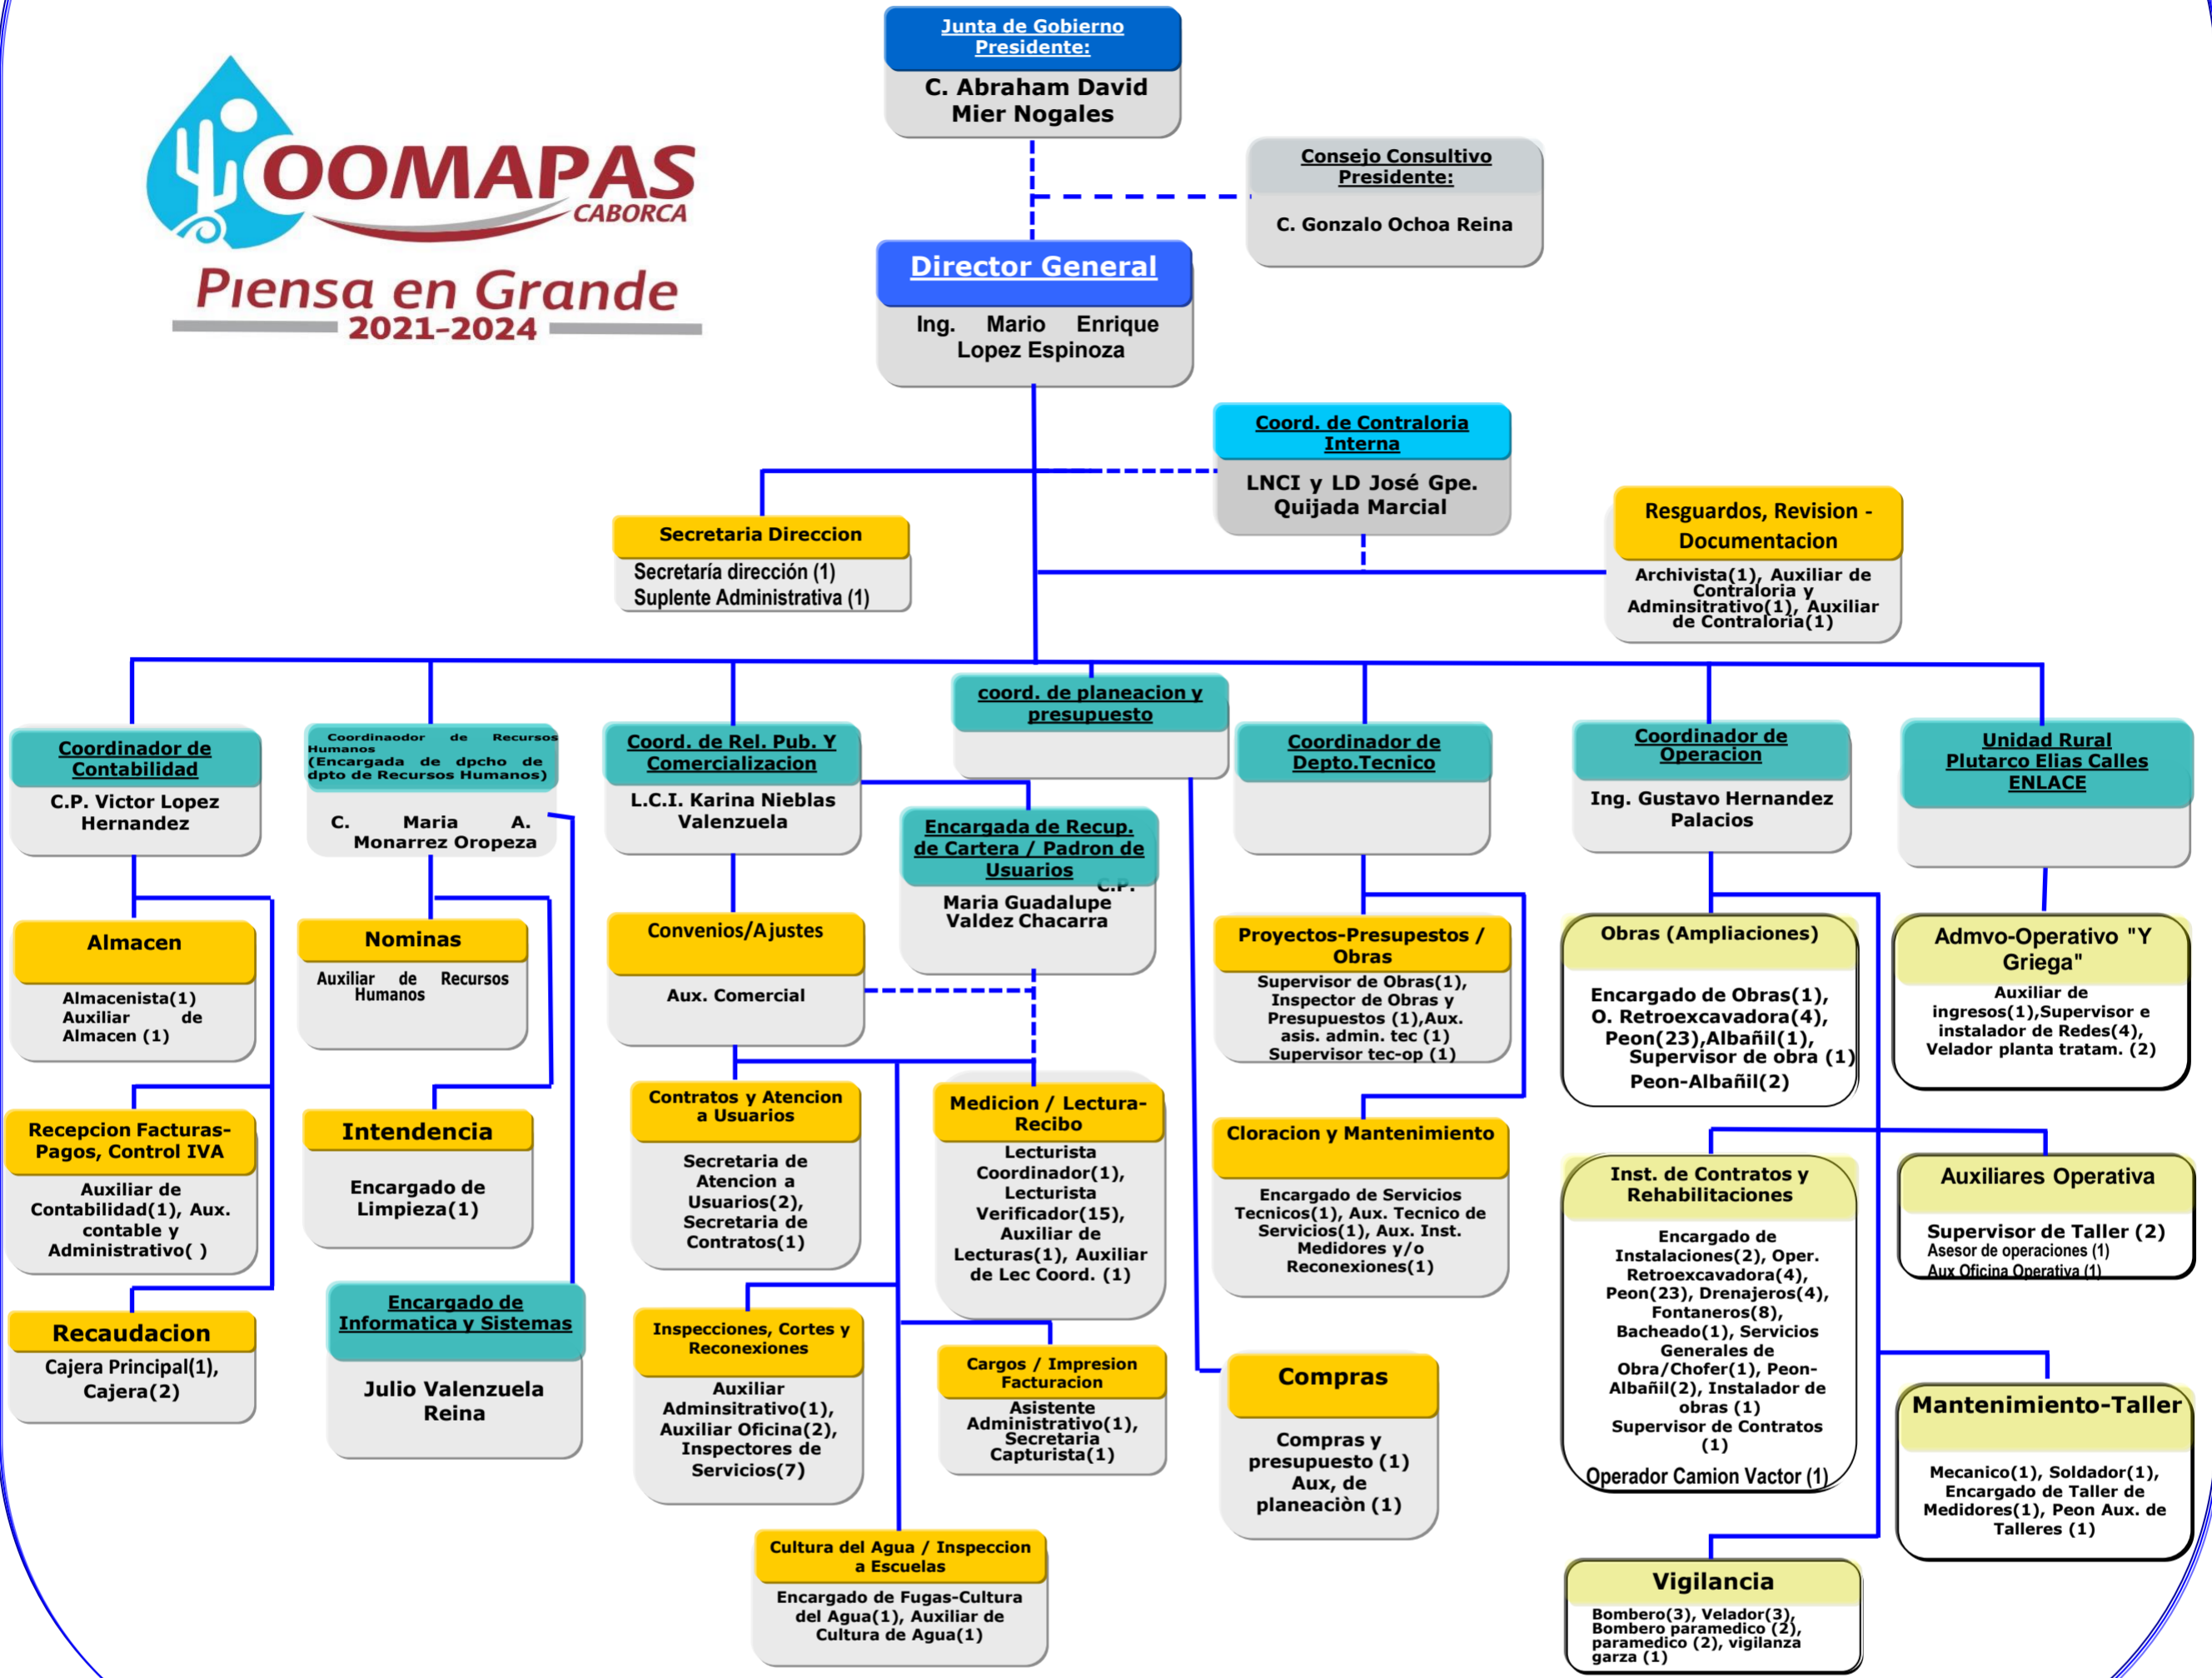 Junta de Gobierno
Presidente:
C. Abraham David
Mier Nogales
OOMAPAS
CABORCA
Piensa en Grande
2021-2024
Consejo Consultivo
Presidente:
C. Gonzalo Ochoa Reina
Director General
Ing. Mario Enrique
Lopez Espinoza
Coord. de Contraloria
Interna
LNCI y LD José Gpe.
Quijada Marcial
Secretaria Direccion
Secretaría dirección (1)
Suplente Administrativa (1)
Resguardos, Revision -
Documentacion
Archivista(1), Auxiliar de
Contraloria y
Adminsitrativo(1), Auxiliar
de Contraloria(1)
Coordinador de
Contabilidad
C.P. Victor Lopez
Hernandez
Almacen
Almacenista(1)
Auxiliar de
Almacen (1)
Recepcion Facturas-
Pagos, Control IVA
Auxiliar de
Contabilidad(1), Aux.
contable y
Administrativo( )
Recaudacion
Cajera Principal(1),
Cajera(2)
Coordinaodor de Recursos
Humanos
(Encargada de dpcho de
dpto de Recursos Humanos)
C. Maria A.
Monarrez Oropeza
Nominas
Auxiliar de Recursos
Humanos
Intendencia
Encargado de
Limpieza(1)
Encargado de
Informatica y Sistemas
Julio Valenzuela
Reina
Coord. de Rel. Pub. Y
Comercializacion
L.C.I. Karina Nieblas
Valenzuela
Encargada de Recup.
de Cartera / Padron de
Usuarios
C.P.
Maria Guadalupe
Valdez Chacarra
Convenios/Ajustes
Aux. Comercial
Contratos y Atencion
a Usuarios
Secretaria de
Atencion a
Usuarios(2),
Secretaria de
Contratos(1)
Medicion / Lectura-
Recibo
Lecturista
Coordinador(1),
Lecturista
Verificador(15),
Auxiliar de
Lecturas(1), Auxiliar
de Lec Coord. (1)
Inspecciones, Cortes y
Reconexiones
Auxiliar
Adminsitrativo(1),
Auxiliar Oficina(2),
Inspectores de
Servicios(7)
Cargos / Impresion
Facturacion
Asistente
Administrativo(1),
Secretaria
Capturista(1)
Cultura del Agua / Inspeccion
a Escuelas
Encargado de Fugas-Cultura
del Agua(1), Auxiliar de
Cultura de Agua(1)
coord. de planeacion y
presupuesto
Compras
Compras y
presupuesto (1)
Aux, de
planeaciòn (1)
Coordinador de
Depto.Tecnico
Proyectos-Presupestos /
Obras
Supervisor de Obras(1),
Inspector de Obras y
Presupuestos (1),Aux.
asis. admin. tec (1)
Supervisor tec-op (1)
Cloracion y Mantenimiento
Encargado de Servicios
Tecnicos(1), Aux. Tecnico de
Servicios(1), Aux. Inst.
Medidores y/o
Reconexiones(1)
Coordinador de
Operacion
Ing. Gustavo Hernandez
Palacios
Obras (Ampliaciones)
Encargado de Obras(1),
O. Retroexcavadora(4),
Peon(23),Albañil(1),
Supervisor de obra (1)
Peon-Albañil(2)
Inst. de Contratos y
Rehabilitaciones
Encargado de
Instalaciones(2), Oper.
Retroexcavadora(4),
Peon(23), Drenajeros(4),
Fontaneros(8),
Bacheado(1), Servicios
Generales de
Obra/Chofer(1), Peon-
Albañil(2), Instalador de
obras (1)
Supervisor de Contratos
(1)
Operador Camion Vactor (1)
Auxiliares Operativa
Supervisor de Taller (2)
Asesor de operaciones (1)
Aux Oficina Operativa (1)
Mantenimiento-Taller
Mecanico(1), Soldador(1),
Encargado de Taller de
Medidores(1), Peon Aux. de
Talleres (1)
Vigilancia
Bombero(3), Velador(3),
Bombero paramedico (2),
paramedico (2), vigilanza
garza (1)
Unidad Rural
Plutarco Elias Calles
ENLACE
Admvo-Operativo "Y
Griega"
Auxiliar de
ingresos(1),Supervisor e
instalador de Redes(4),
Velador planta tratam. (2)